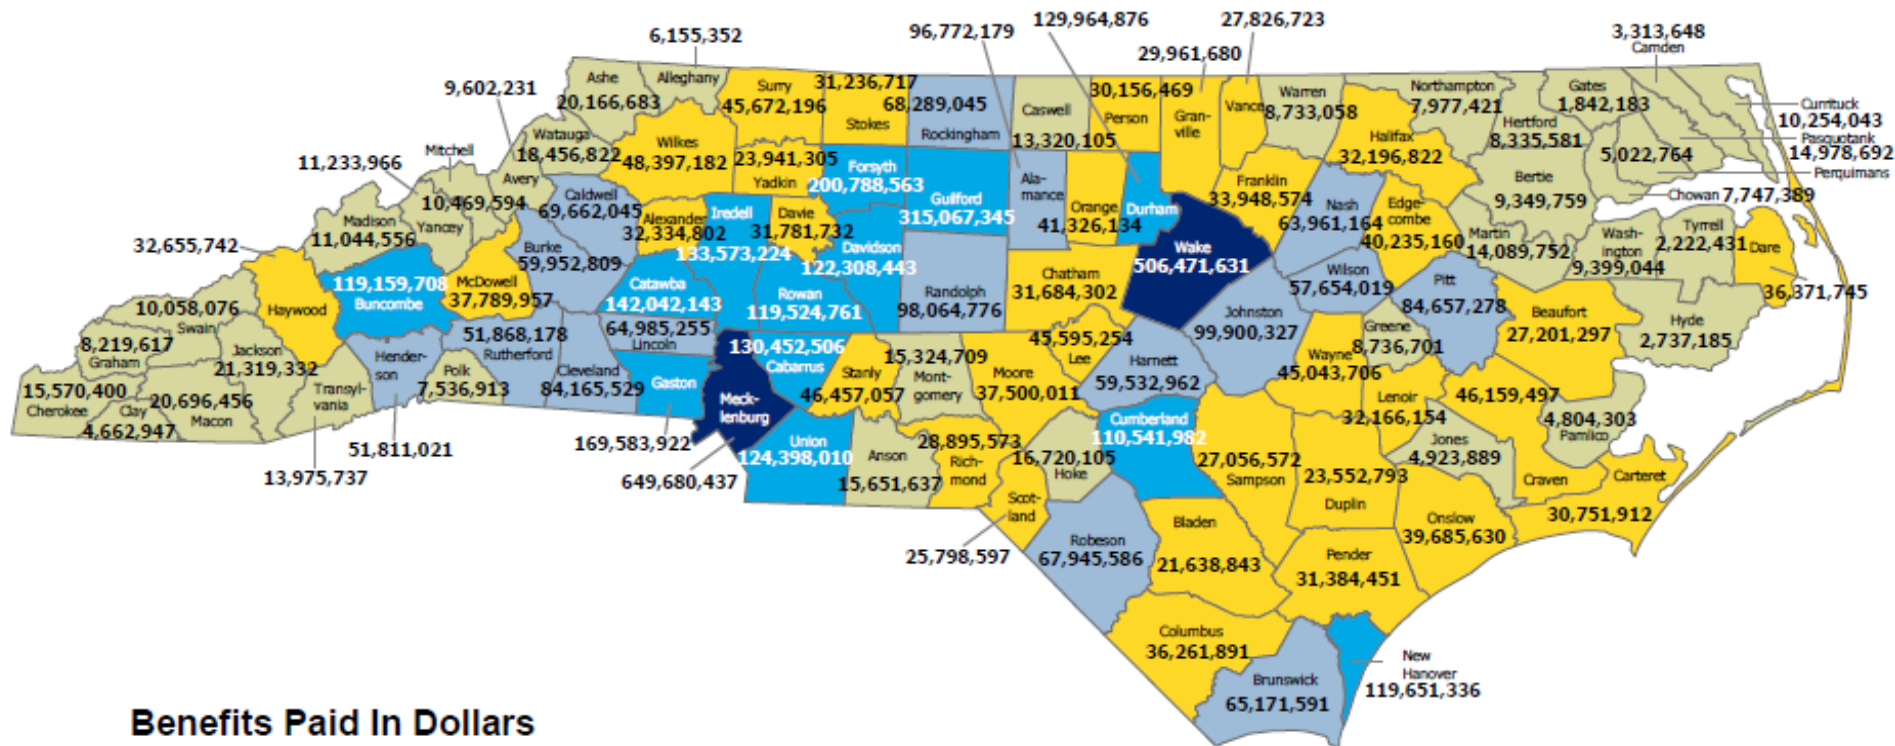 6,155,352
96,772,179
129,964,876
27,826,723
29,961,680
3,313,648
Camden
9,602,231
Ashe
20,166,683
Alleghany
Surry
45,672,196
31,236,717
Stokes
68,289,045
Rockingham
Caswell
13,320,105
30,156,469
Person
Gran-
ville
Vance
Warren
8,733,058
Northampton
7,977,421
Gates
1,842,183
Currituck
10,254,043
Pasquotank
14,978,692
Perquimans
5,022,764
Chowan 7,747,389
Hertford
8,335,581
Halifax
32,196,822
Bertie
9,349,759
11,233,966
Mitchell
Watauga
18,456,822
Wilkes
48,397,182
23,941,305
Yadkin
Forsyth
200,788,563
Guilford
315,067,345
Ala-
mance
Orange
41,326,134
Durham
Franklin
33,948,574
Nash
63,961,164
Edge-
combe
40,235,160
Martin
14,089,752
Wash-
ington
9,399,044
Tyrrell
2,222,431
Dare
36,371,745
Avery
10,469,594
Yancey
Caldwell
69,662,045
Alexander
32,334,802
Iredell
133,573,224
Davie
31,781,732
Davidson
122,308,443
32,655,742
Madison
11,044,556
Burke
59,952,809
McDowell
37,789,957
119,159,708
Buncombe
Catawba
142,042,143
Rowan
119,524,761
Randolph
98,064,776
Chatham
31,684,302
Wake
506,471,631
Wilson
57,654,019
Pitt
84,657,278
Beaufort
27,201,297
Hyde
2,737,185
Johnston
99,900,327
Greene
8,736,701
10,058,076
Swain
Haywood
8,219,617
Graham
Jackson
21,319,332
51,868,178
Rutherford
64,985,255
Lincoln
Hender-
son
Polk
7,536,913
Cleveland
84,165,529
Gaston
Meck-
lenburg
130,452,506
Cabarrus
Stanly
46,457,057
15,324,709
Mont-
gomery
Moore
37,500,011
45,595,254
Lee
Harnett
59,532,962
Wayne
45,043,706
Lenoir
32,166,154
46,159,497
Craven
4,804,303
Pamlico
15,570,400
Cherokee
Clay
4,662,947
20,696,456
Macon
Transyl-
vania
51,811,021
13,975,737
169,583,922
649,680,437
Union
124,398,010
Anson
15,651,637
28,895,573
Rich-
mond
16,720,105
Hoke
Scot-
land
25,798,597
Cumberland
110,541,982
27,056,572
Sampson
23,552,793
Duplin
Jones
4,923,889
Carteret
30,751,912
Onslow
39,685,630
Robeson
67,945,586
Bladen
21,638,843
Pender
31,384,451
Columbus
36,261,891
Brunswick
65,171,591
New
Hanover
119,651,336
Benefits Paid In Dollars